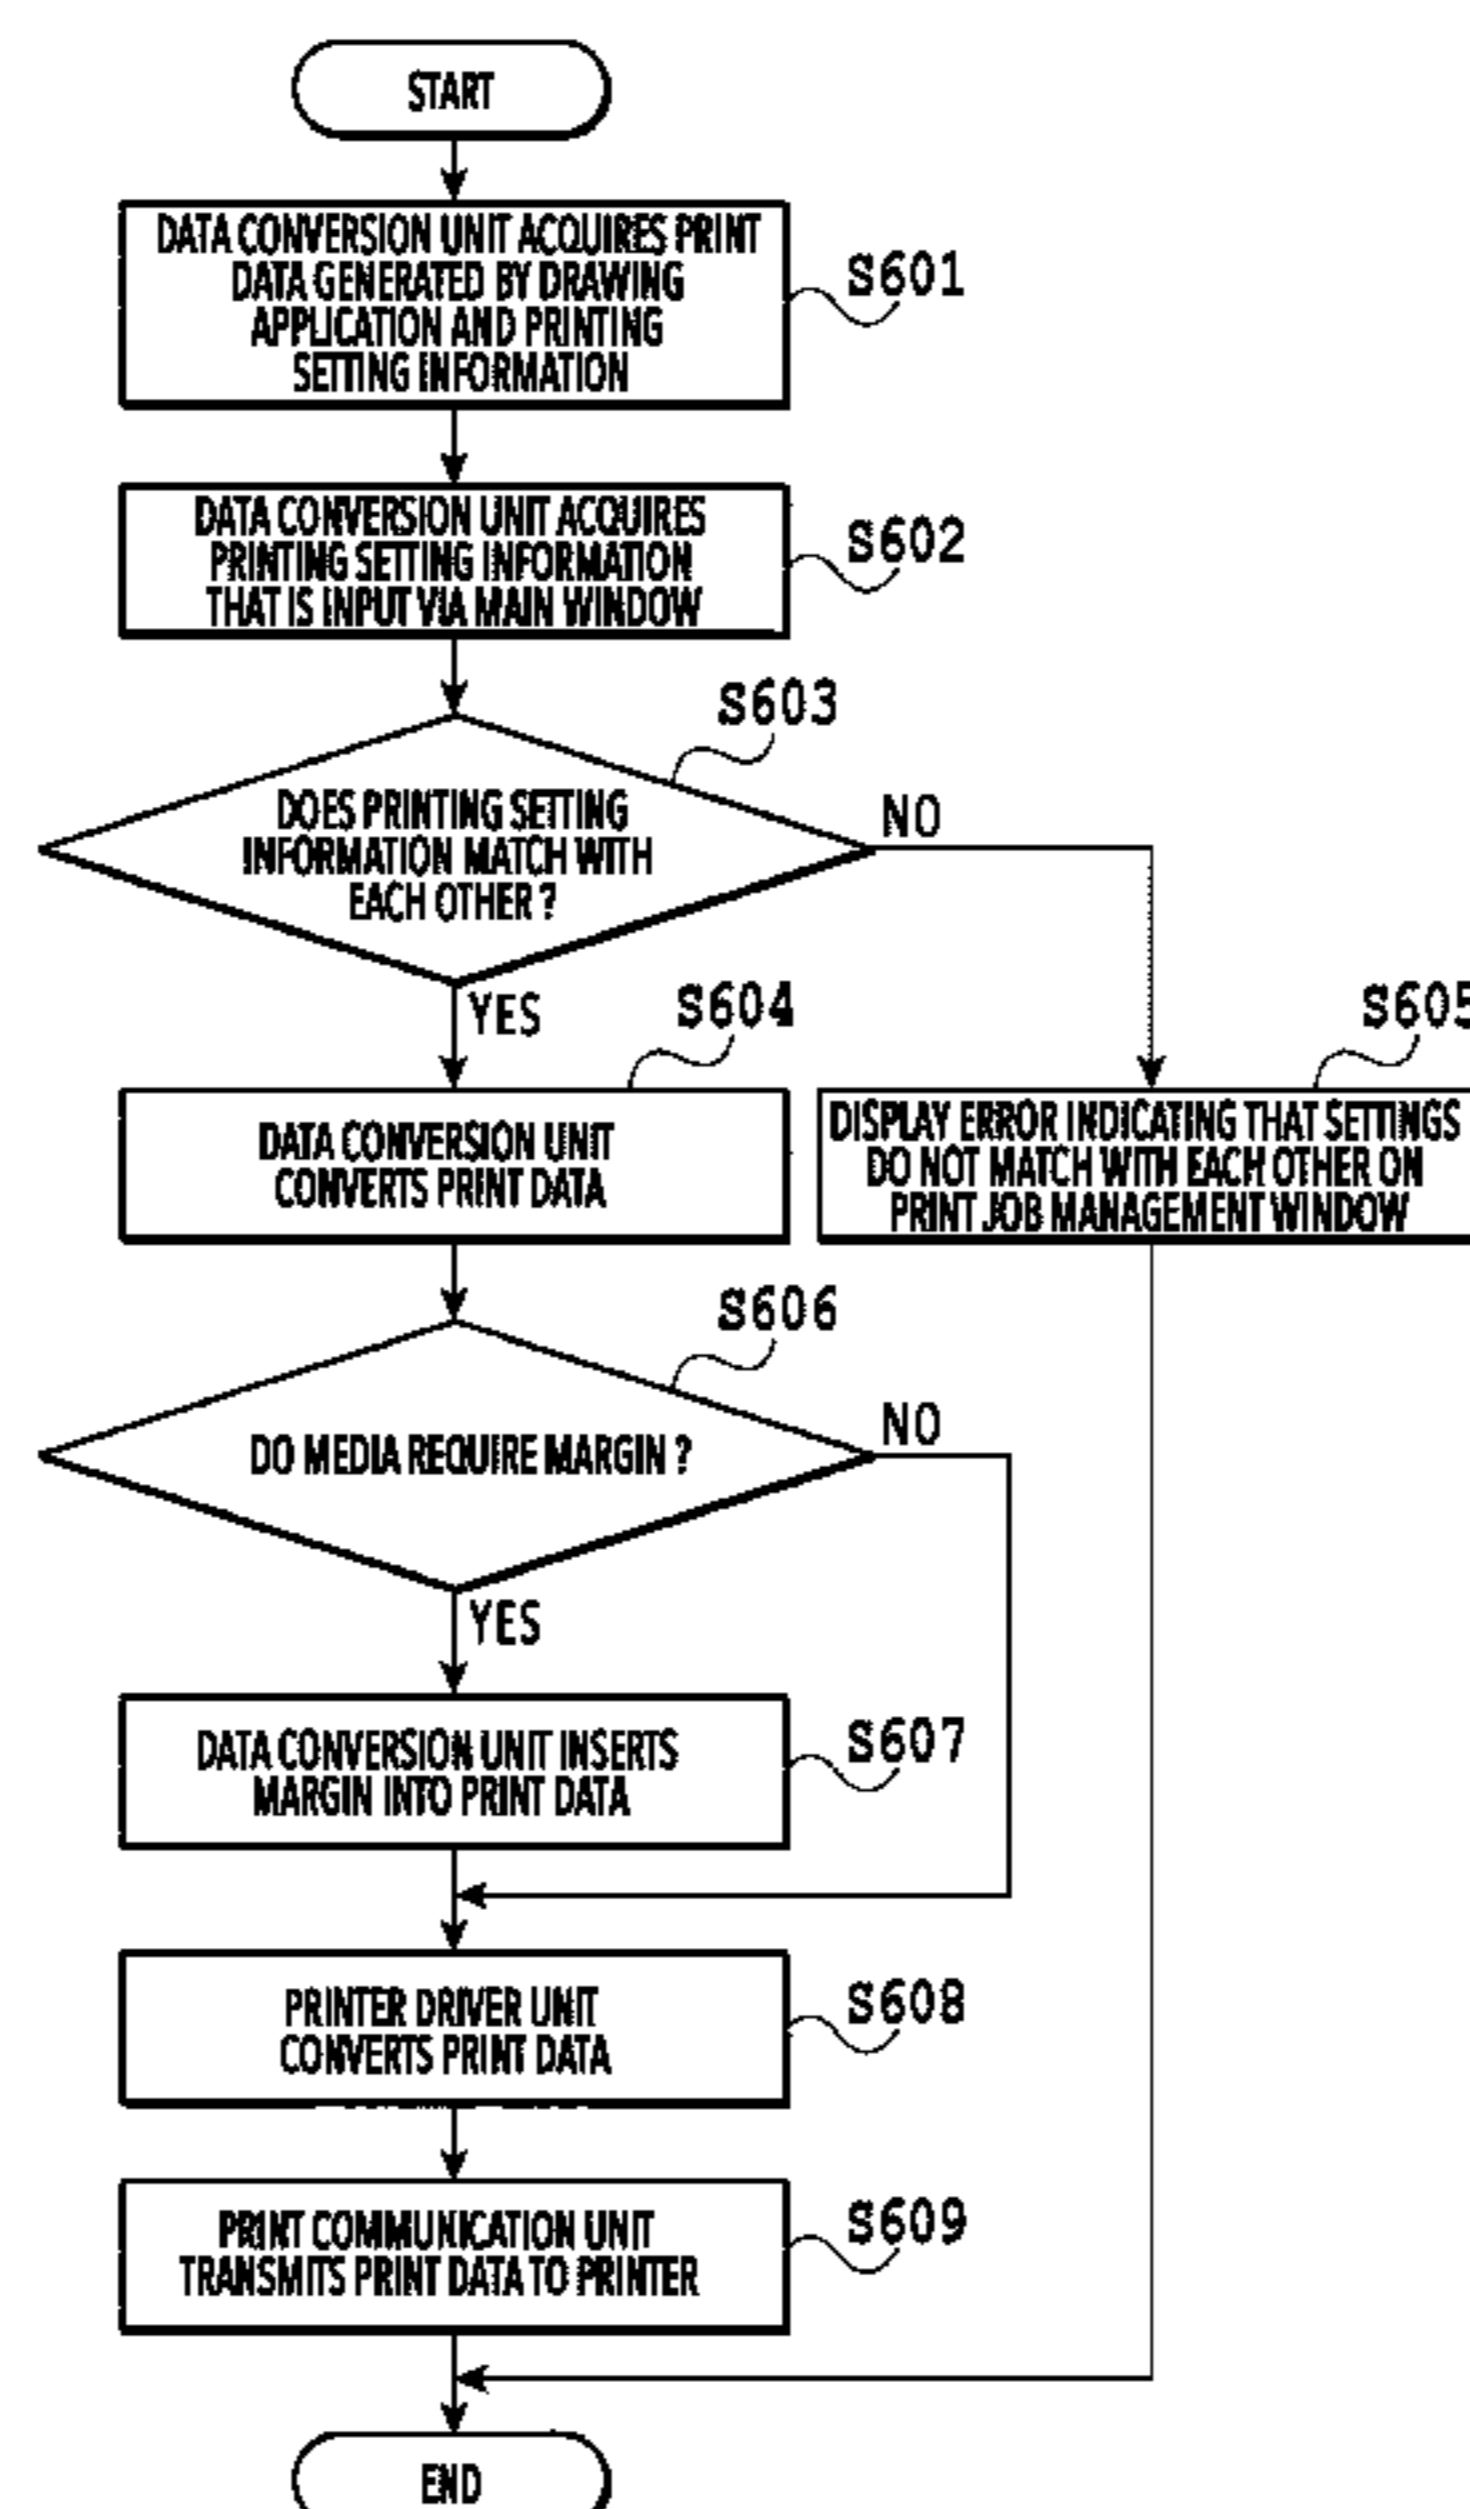 START
DATA CONVERSION UNIT ACQUIRES PRINT
DATA GENERATED BY DRAWING
APPLICATION AND PRINTING
SETTING INFORMATION
S601
DATA CONVERSION UNIT ACQUIRES
PRINTING SETTING INFORMATION
THAT IS INPUT VIA MAIN WINDOW
S602
S603
DOES PRINTING SETTING
INFORMATION MATCH WITH
EACH OTHER ?
NO
YES
S604
S605
DATA CONVERSION UNIT
CONVERTS PRINT DATA
DISPLAY ERROR INDICATING THAT SETTINGS
DO NOT MATCH WITH EACH OTHER ON
PRINT JOB MANAGEMENT WINDOW
S606
DO MEDIA REQUIRE MARGIN ?
NO
YES
DATA CONVERSION UNIT INSERTS
MARGIN INTO PRINT DATA
S607
PRINTER DRIVER UNIT
CONVERTS PRINT DATA
S608
PRINT COMMUNICATION UNIT
TRANSMITS PRINT DATA TO PRINTER
S609
END